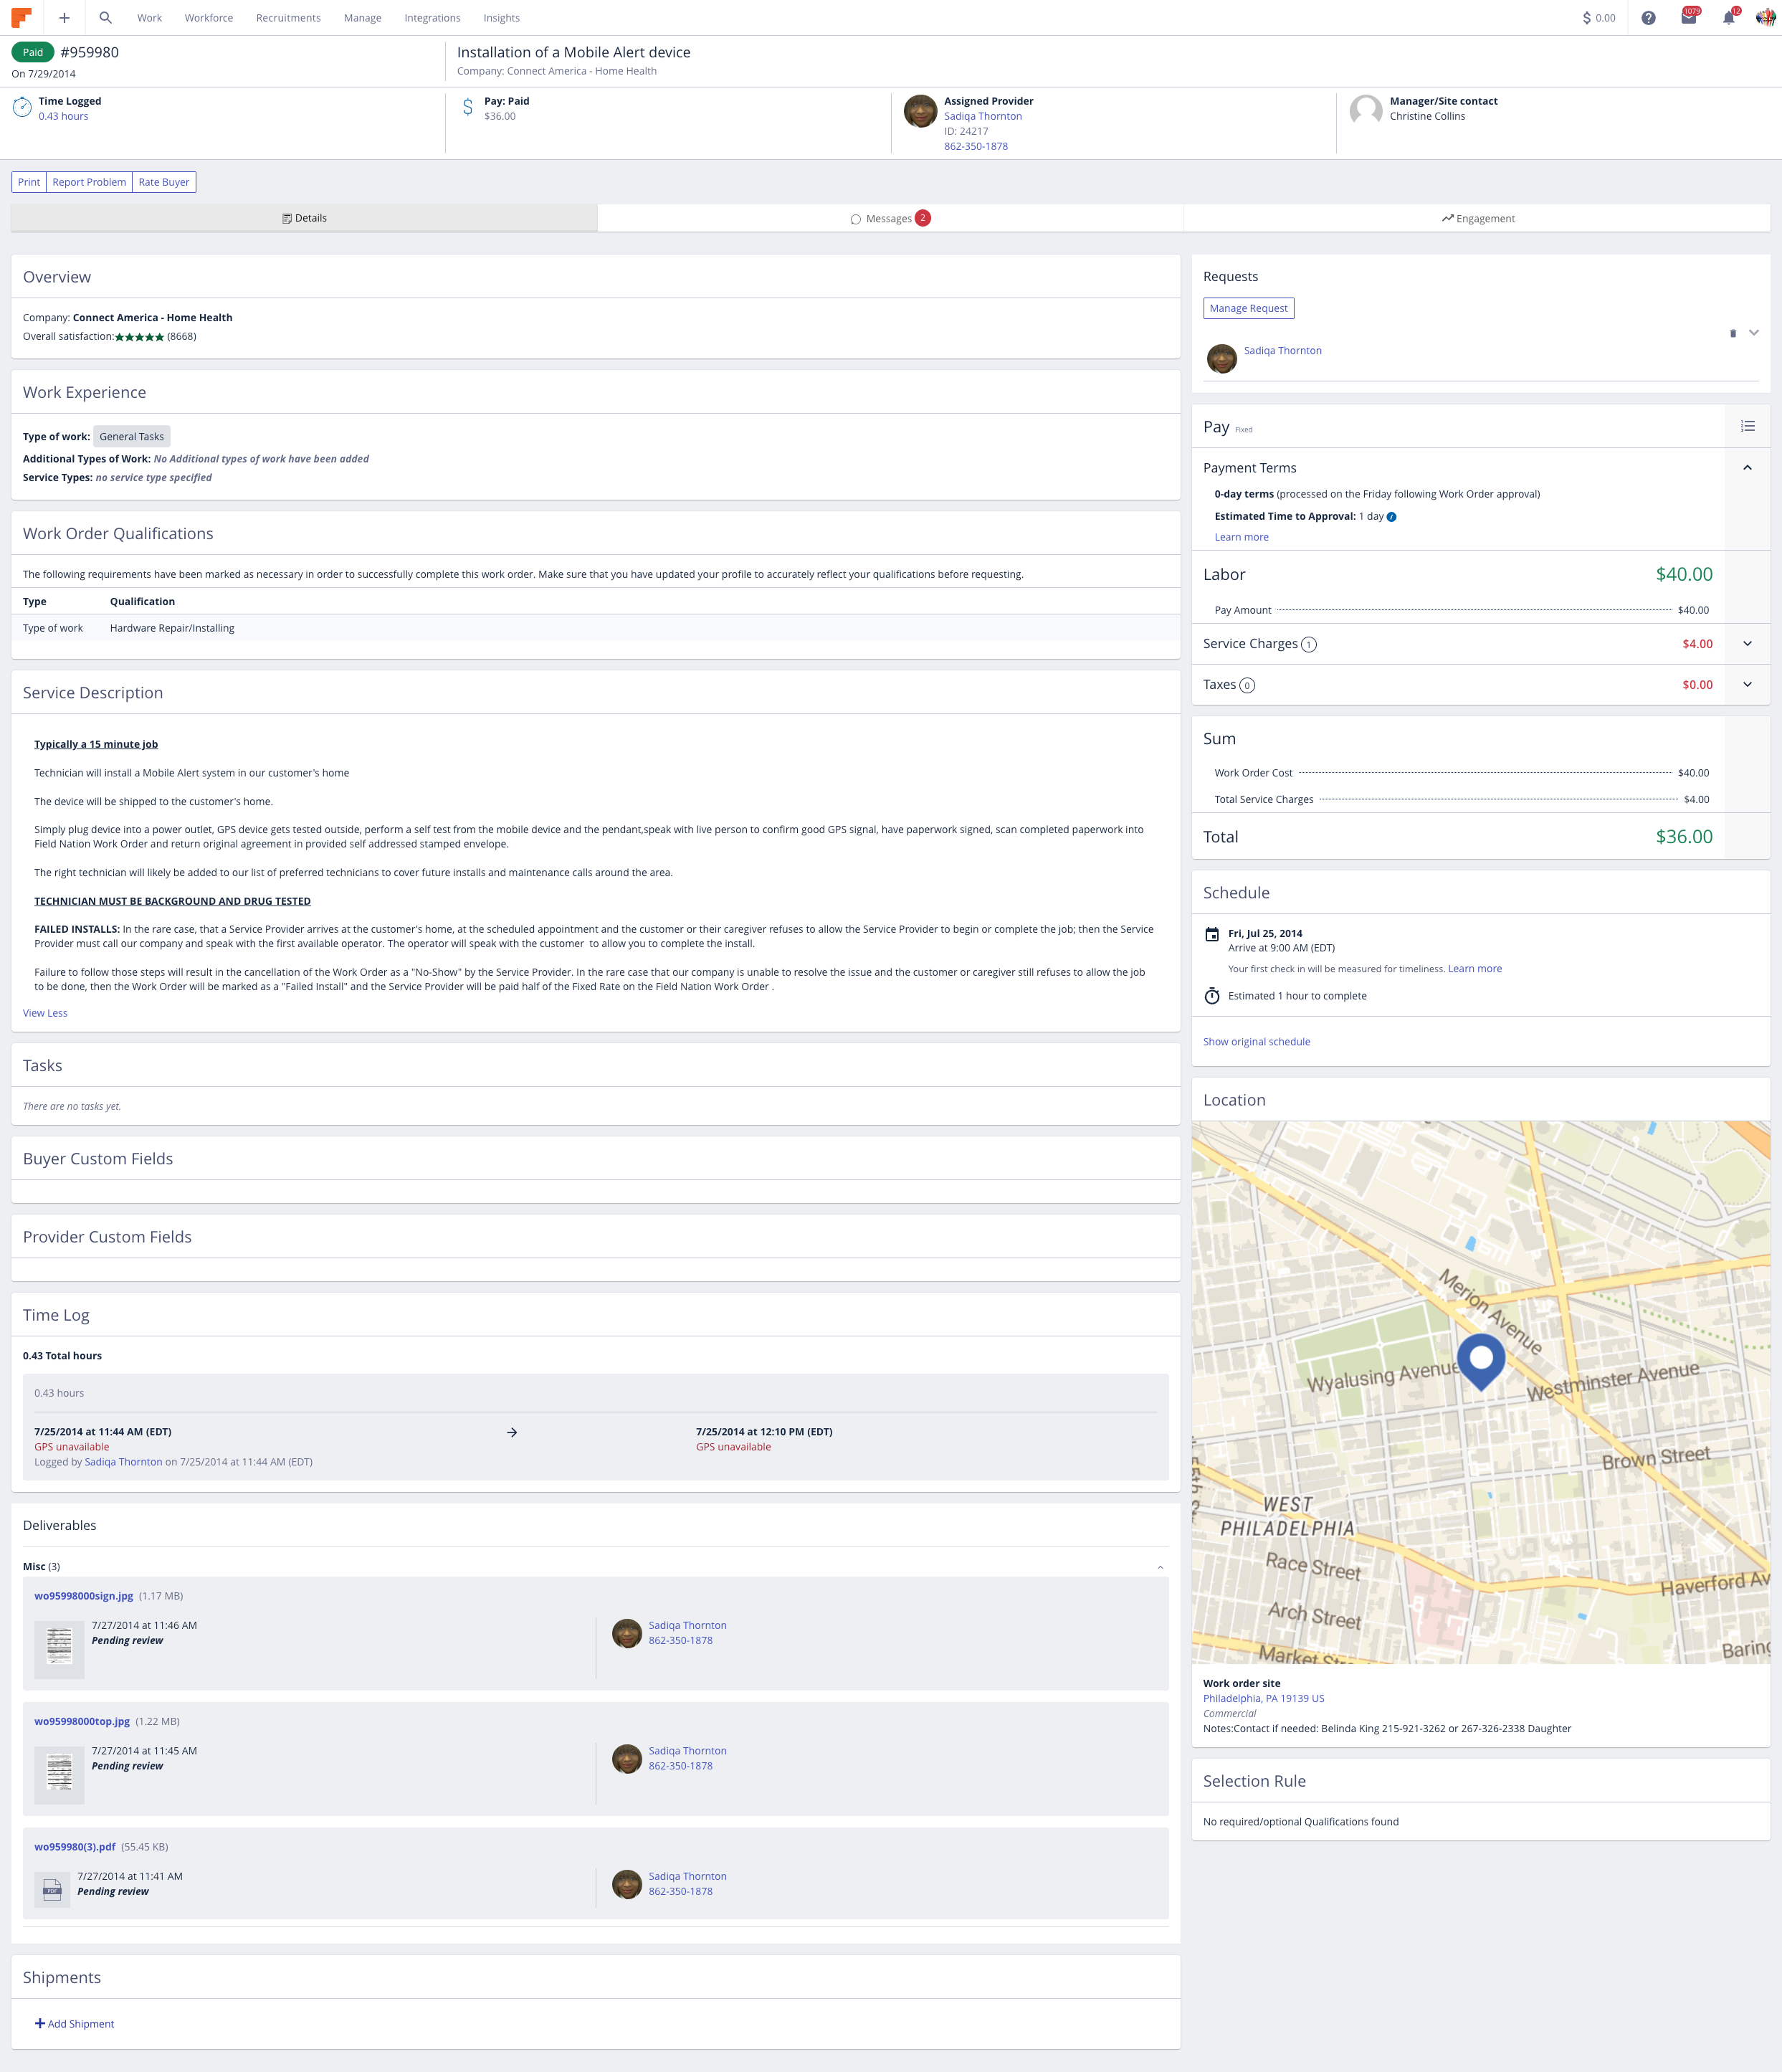 Work Workforce Recruitments Manage Integrations Insights
$ 0.00 1079 12
Paid #959980
On 7/29/2014
Installation of a Mobile Alert device
Company: Connect America - Home Health
Time Logged
0.43 hours
Pay: Paid
$36.00
Assigned Provider
Sadiqa Thornton
ID: 24217
862-350-1878
Manager/Site contact
Christine Collins
Print Report Problem Rate Buyer
Details Messages 2 Engagement
Overview
Company: Connect America - Home Health
Overall satisfaction:★★★★★ (8668)
Work Experience
Type of work: General Tasks
Additional Types of Work: No Additional types of work have been added
Service Types: no service type specified
Work Order Qualifications
The following requirements have been marked as necessary in order to successfully complete this work order. Make sure that you have updated your profile to accurately reflect your qualifications before requesting.
Type Qualification
Type of work Hardware Repair/Installing
Service Description
Typically a 15 minute job
Technician will install a Mobile Alert system in our customer's home
The device will be shipped to the customer's home.
Simply plug device into a power outlet, GPS device gets tested outside, perform a self test from the mobile device and the pendant,speak with live person to confirm good GPS signal, have paperwork signed, scan completed paperwork into
Field Nation Work Order and return original agreement in provided self addressed stamped envelope.
The right technician will likely be added to our list of preferred technicians to cover future installs and maintenance calls around the area.
TECHNICIAN MUST BE BACKGROUND AND DRUG TESTED
FAILED INSTALLS: In the rare case, that a Service Provider arrives at the customer's home, at the scheduled appointment and the customer or their caregiver refuses to allow the Service Provider to begin or complete the job; then the Service
Provider must call our company and speak with the first available operator. The operator will speak with the customer to allow you to complete the install.
Failure to follow those steps will result in the cancellation of the Work Order as a "No-Show" by the Service Provider. In the rare case that our company is unable to resolve the issue and the customer or caregiver still refuses to allow the job
to be done, then the Work Order will be marked as a "Failed Install" and the Service Provider will be paid half of the Fixed Rate on the Field Nation Work Order .
View Less
Tasks
There are no tasks yet.
Buyer Custom Fields
Provider Custom Fields
Time Log
0.43 Total hours
0.43 hours
7/25/2014 at 11:44 AM (EDT) 7/25/2014 at 12:10 PM (EDT)
GPS unavailable GPS unavailable
Logged by Sadiqa Thornton on 7/25/2014 at 11:44 AM (EDT)
Deliverables
Misc (3)
wo95998000sign.jpg (1.17 MB)
7/27/2014 at 11:46 AM
Pending review
Sadiqa Thornton
862-350-1878
wo95998000top.jpg (1.22 MB)
7/27/2014 at 11:45 AM
Pending review
Sadiqa Thornton
862-350-1878
wo959980(3).pdf (55.45 KB)
PDF
7/27/2014 at 11:41 AM
Pending review
Sadiqa Thornton
862-350-1878
Shipments
Add Shipment
Requests
Manage Request
Sadiqa Thornton
Pay Fixed
Payment Terms
0-day terms (processed on the Friday following Work Order approval)
Estimated Time to Approval: 1 day
Learn more
Labor $40.00
Pay Amount $40.00
Service Charges 1 $4.00
Taxes 0 $0.00
Sum
Work Order Cost $40.00
Total Service Charges $4.00
Total $36.00
Schedule
Fri, Jul 25, 2014
Arrive at 9:00 AM (EDT)
Your first check in will be measured for timeliness. Learn more
Estimated 1 hour to complete
Show original schedule
Location
Merion Avenue
Wyalusing Avenue
Westminster Avenue
Brown Street
WEST
PHILADELPHIA
Race Street
Haverford Av
Arch Street
Market Str
Baring
Work order site
Philadelphia, PA 19139 US
Commercial
Notes:Contact if needed: Belinda King 215-921-3262 or 267-326-2338 Daughter
Selection Rule
No required/optional Qualifications found